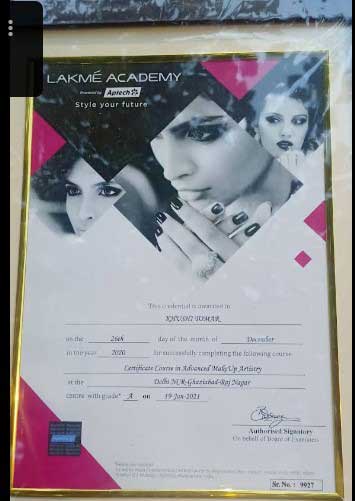 LAKMÉ ACADEMY
Powered by Aptech
Style your future
This credential is awarded to
KHUSHI TOMAR
on the 26th day of the month of December
in the year 2020 for successfully completing the following course
Certificate Course in Advanced MakeUp Artistry
at the Delhi NCR-Ghaziabad-Raj Nagar
centre with grade* A on 19-Jan-2021
Authorised Signatory
On behalf of Board of Examiners
Sr. No. : 9927